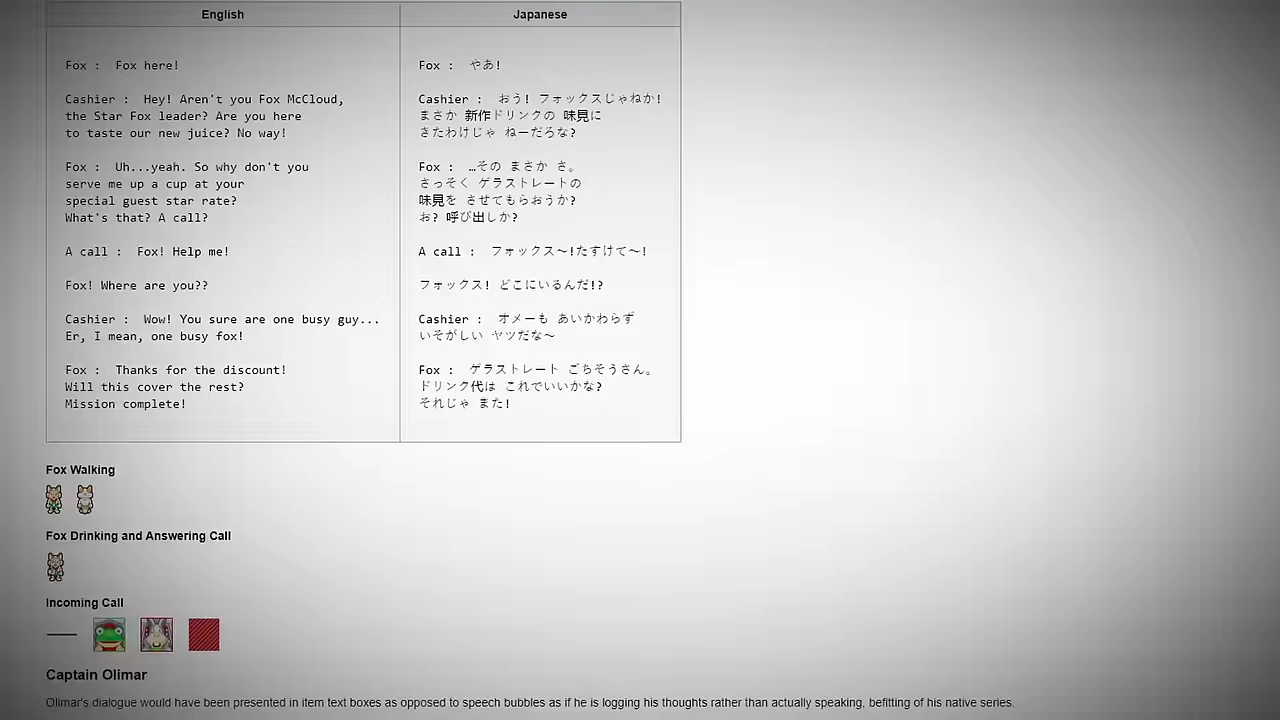 English
Japanese
Fox :  Fox here!
Cashier :  Hey! Aren't you Fox McCloud,
the Star Fox leader? Are you here
to taste our new juice? No way!
Fox :  Uh...yeah. So why don't you
serve me up a cup at your
special guest star rate?
What's that? A call?
A call :  Fox! Help me!
Fox! Where are you??
Cashier :  Wow! You sure are one busy guy...
Er, I mean, one busy fox!
Fox :  Thanks for the discount!
Will this cover the rest?
Mission complete!
Fox :  やあ!
Cashier :  おう! フォックスじゃねか!
まさか 新作ドリンクの 味見に
きたわけじゃ ねーだろな?
Fox :  …その まさか さ。
さっそく ゲラストレートの
味見を させてもらおうか?
お? 呼び出しか?
A call :  フォックス～!たすけて～!
フォックス! どこにいるんだ!?
Cashier :  オメーも あいかわらず
いそがしい ヤツだな～
Fox :  ゲラストレート ごちそうさん。
ドリンク代は これでいいかな?
それじゃ また!
Fox Walking
Fox Drinking and Answering Call
Incoming Call
Captain Olimar
Olimar's dialogue would have been presented in item text boxes as opposed to speech bubbles as if he is logging his thoughts rather than actually speaking, befitting of his native series.